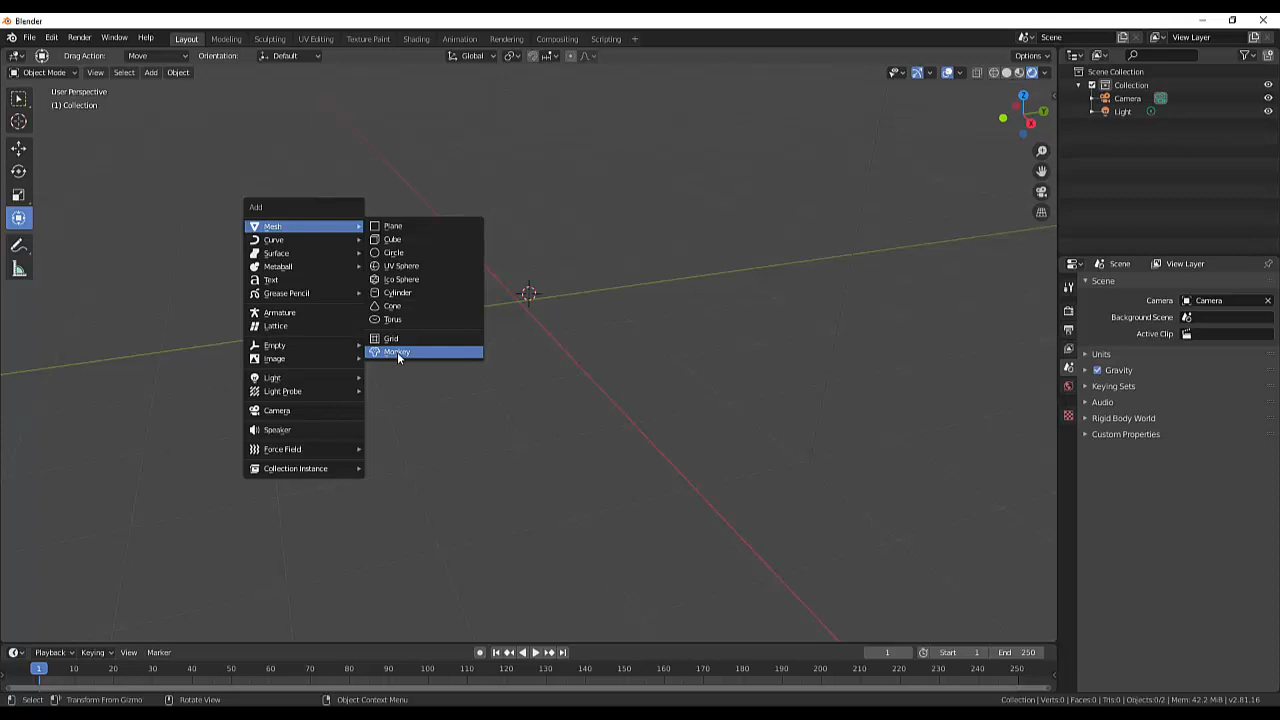 Blender
File Edit Render Window Help Layout Modeling Sculpting UV Editing Texture Paint Shading Animation Rendering Compositing Scripting + Scene View Layer
Drag Action: Move Orientation: Default Global Options
Object Mode View Select Add Object
User Perspective
(1) Collection
Z
Y
X
Scene Collection
Collection
Camera
Light
Add
Mesh
Curve
Surface
Metaball
Text
Grease Pencil
Armature
Lattice
Empty
Image
Light
Light Probe
Camera
Speaker
Force Field
Collection Instance
Plane
Cube
Circle
UV Sphere
Ico Sphere
Cylinder
Cone
Torus
Grid
Monkey
Scene View Layer
Scene
Camera Camera
Background Scene
Active Clip
Units
Gravity
Keying Sets
Audio
Rigid Body World
Custom Properties
Playback Keying View Marker 1 Start 1 End 250
1 10 20 30 40 50 60 70 80 90 100 110 120 130 140 150 160 170 180 190 200 210 220 230 240 250
Select Transform From Gizmo Rotate View Object Context Menu Collection | Verts:0 | Faces:0 | Tris:0 | Objects:0/2 | Mem: 42.2 MiB | v2.81.16